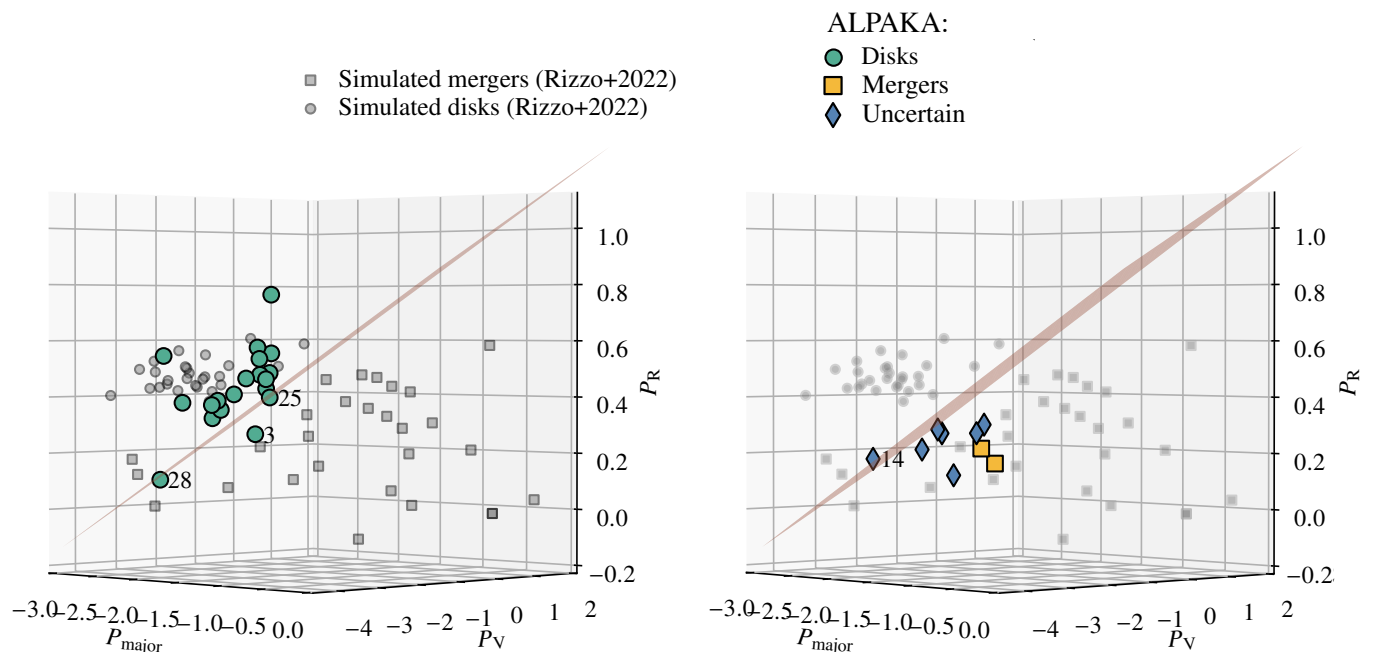 ALPAKA:
Disks
Mergers
Uncertain
Simulated mergers (Rizzo+2022)
Simulated disks (Rizzo+2022)
1.0
0.8
0.6
0.4
0.2
0.0
−0.2
P_R
25
3
28
−3.0 −2.5 −2.0 −1.5 −1.0 −0.5 0.0
P_major
−4 −3 −2 −1 0 1 2
P_V
1.0
0.8
0.6
0.4
0.2
0.0
−0.2
P_R
14
−3.0 −2.5 −2.0 −1.5 −1.0 −0.5 0.0
P_major
−4 −3 −2 −1 0 1 2
P_V